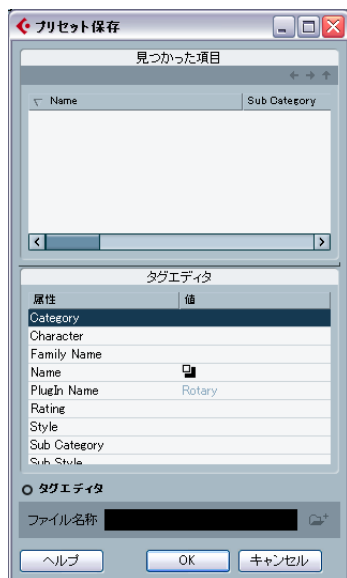 プリセット保存
見つかった項目
Name Sub Category
タグエディタ
属性 値
Category
Character
Family Name
Name
PlugIn Name Rotary
Rating
Style
Sub Category
Sub Style
タグエディタ
ファイル名称
ヘルプ OK キャンセル